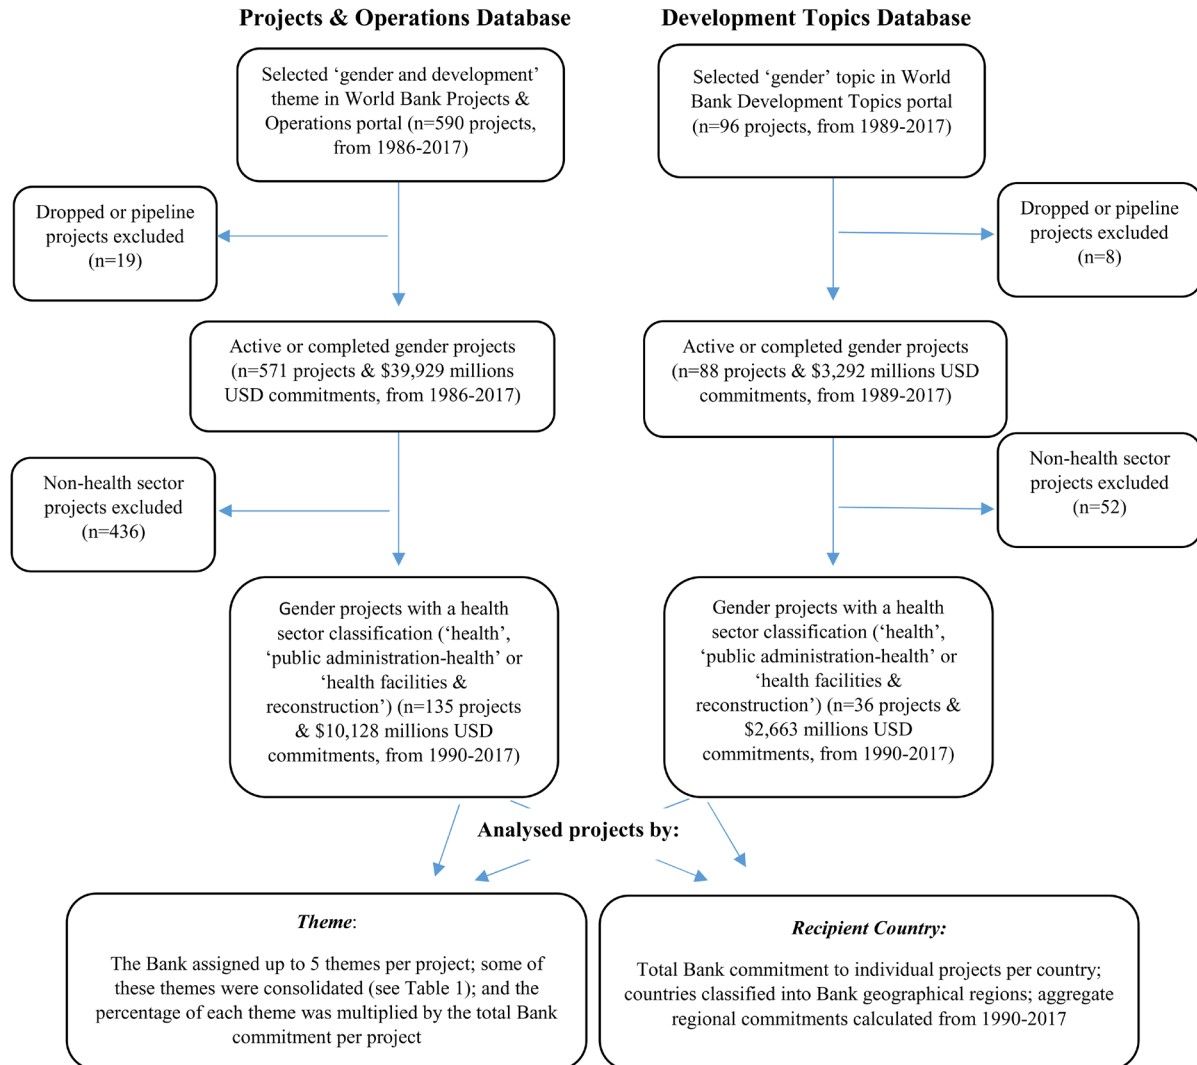 Projects & Operations Database
Development Topics Database
Selected ‘gender and development’
theme in World Bank Projects &
Operations portal (n=590 projects,
from 1986-2017)
Selected ‘gender’ topic in World
Bank Development Topics portal
(n=96 projects, from 1989-2017)
Dropped or pipeline
projects excluded
(n=19)
Dropped or pipeline
projects excluded
(n=8)
Active or completed gender projects
(n=571 projects & $39,929 millions
USD commitments, from 1986-2017)
Active or completed gender projects
(n=88 projects & $3,292 millions USD
commitments, from 1989-2017)
Non-health sector
projects excluded
(n=436)
Non-health sector
projects excluded
(n=52)
Gender projects with a health
sector classification (‘health’,
‘public administration-health’ or
‘health facilities &
reconstruction’) (n=135 projects
& $10,128 millions USD
commitments, from 1990-2017)
Gender projects with a health
sector classification (‘health’,
‘public administration-health’ or
‘health facilities &
reconstruction’) (n=36 projects &
$2,663 millions USD
commitments, from 1990-2017)
Analysed projects by:
Theme:
The Bank assigned up to 5 themes per project; some of
these themes were consolidated (see Table 1); and the
percentage of each theme was multiplied by the total Bank
commitment per project
Recipient Country:
Total Bank commitment to individual projects per country;
countries classified into Bank geographical regions; aggregate
regional commitments calculated from 1990-2017